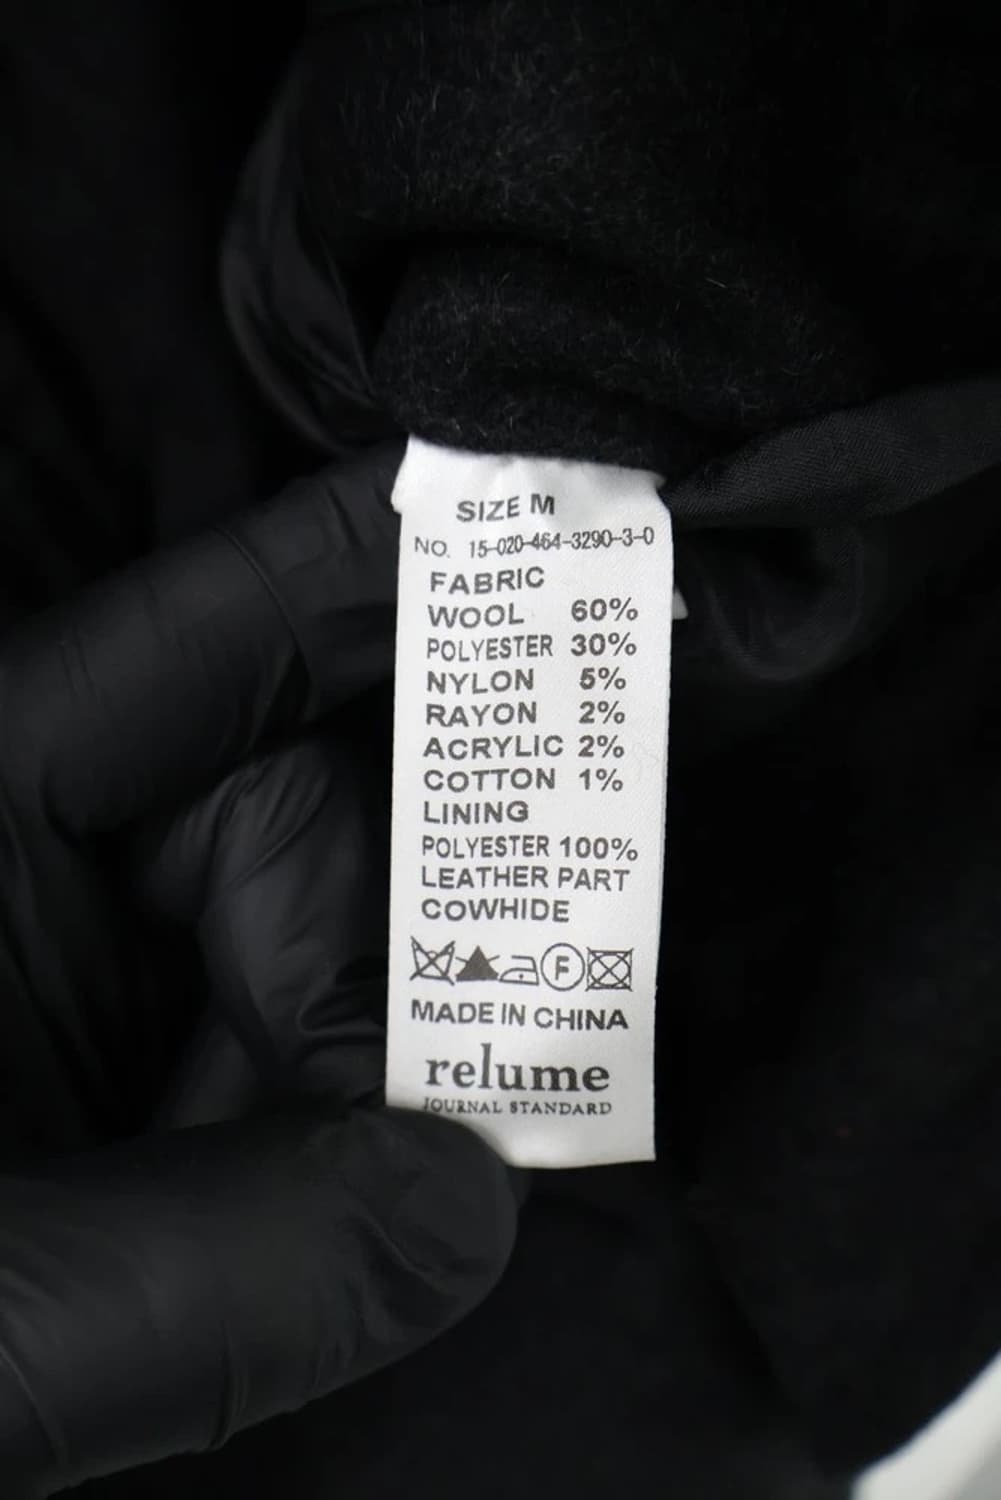 SIZE M
NO. 15-020-464-3290-3-0
FABRIC
WOOL 60%
POLYESTER 30%
NYLON 5%
RAYON 2%
ACRYLIC 2%
COTTON 1%
LINING
POLYESTER 100%
LEATHER PART
COWHIDE
F
MADE IN CHINA
relume
JOURNAL STANDARD